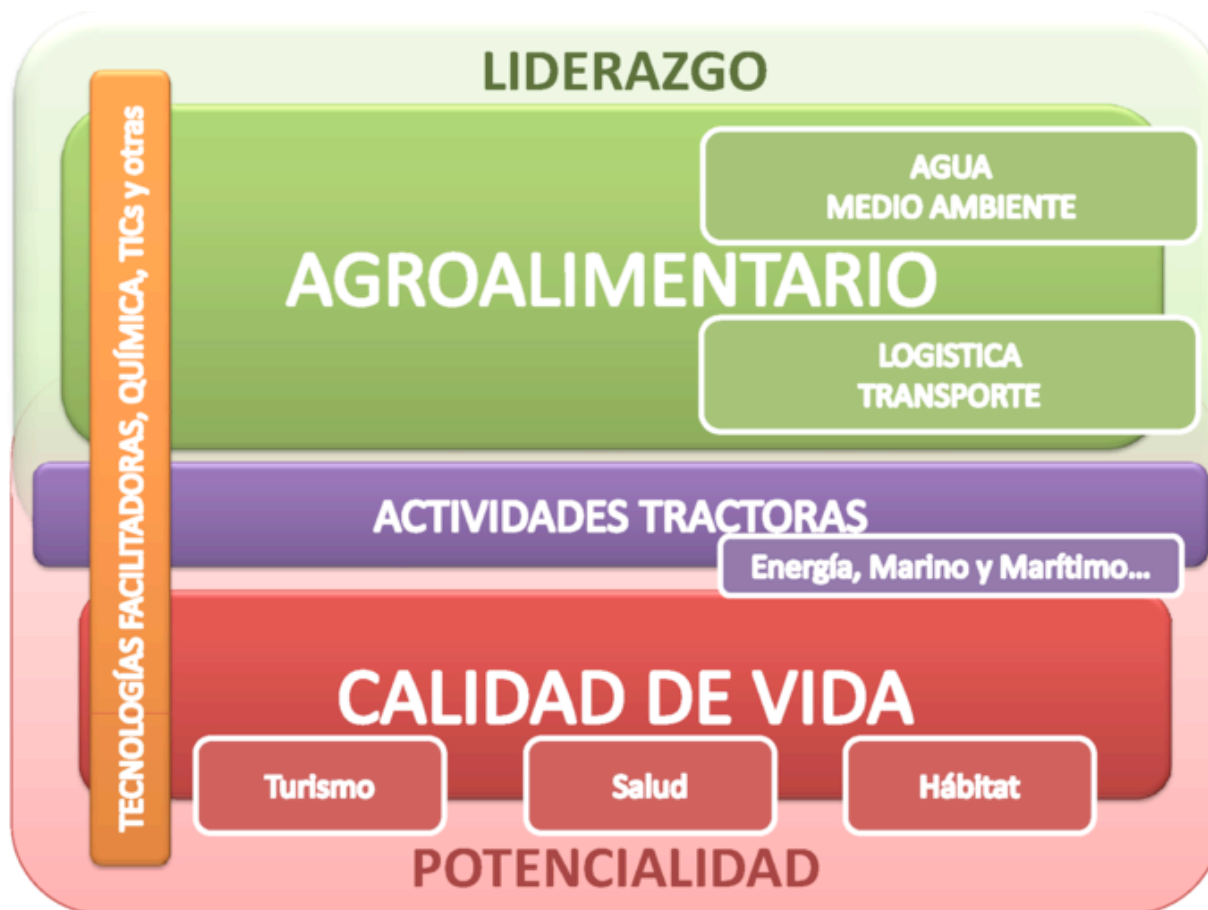 LIDERAZGO
TECNOLOGÍAS FACILITADORAS, QUÍMICA, TICs y otras
AGUA
MEDIO AMBIENTE
AGROALIMENTARIO
LOGISTICA
TRANSPORTE
ACTIVIDADES TRACTORAS
Energía, Marino y Marítimo...
CALIDAD DE VIDA
Turismo
Salud
Hábitat
POTENCIALIDAD